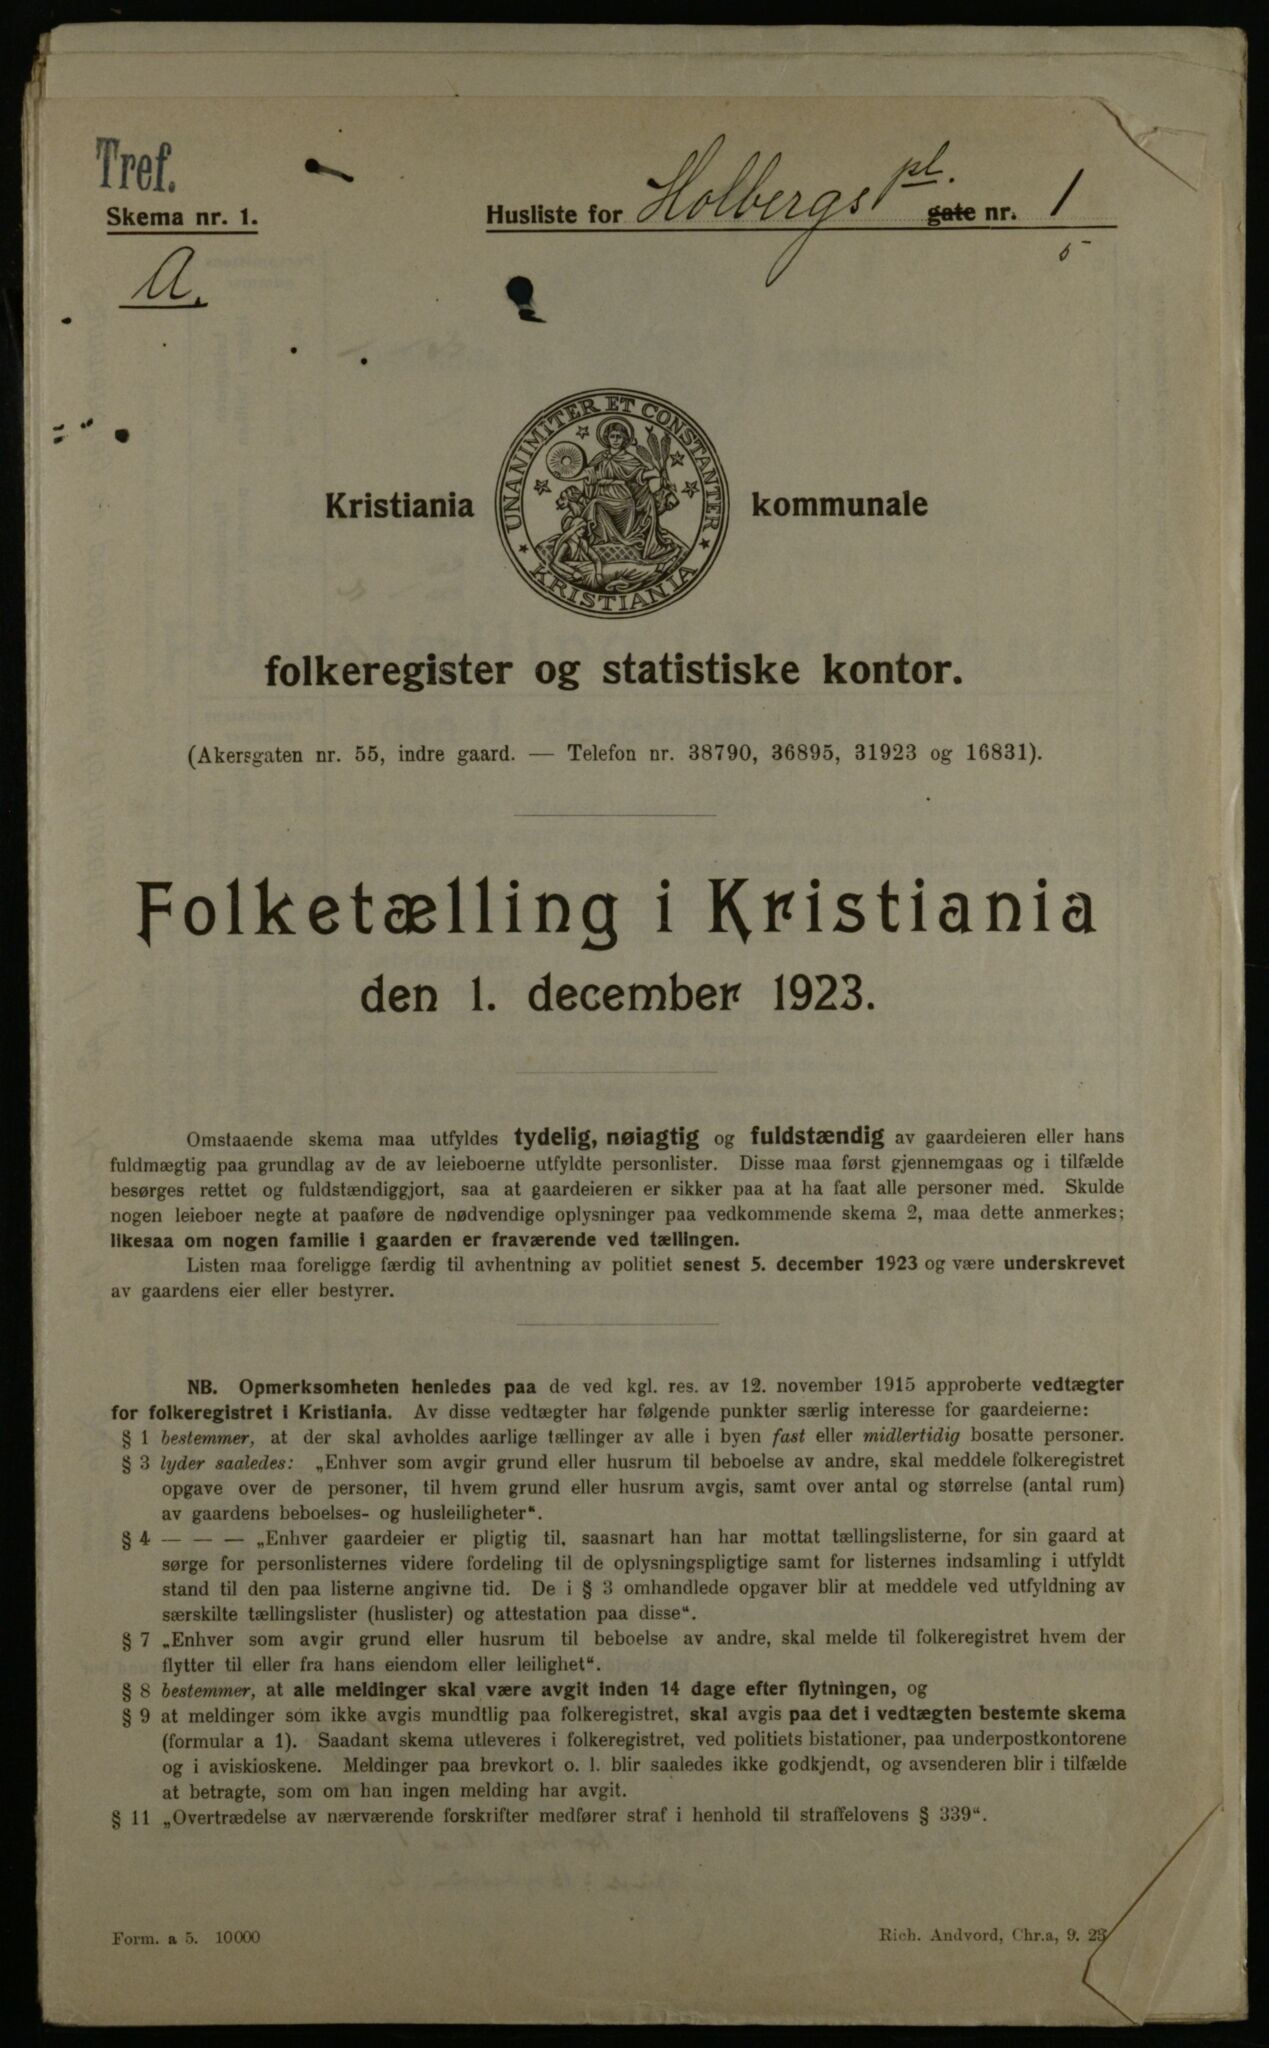 Tref.
Skema nr. 1.
A.
Husliste for Holbergs pl. gate nr. 1
5
UNANIMITER ET CONSTANTER
KRISTIANIA
Kristiania kommunale
folkeregister og statistiske kontor.
(Akersgaten nr. 55, indre gaard. — Telefon nr. 38790, 36895, 31923 og 16831).
Folketælling i Kristiania
den 1. december 1923.
Omstaaende skema maa utfyldes tydelig, nøiagtig og fuldstændig av gaardeieren eller hans
fuldmægtig paa grundlag av de av leieboerne utfyldte personlister. Disse maa først gjennemgaas og i tilfælde
besørges rettet og fuldstændiggjort, saa at gaardeieren er sikker paa at ha faat alle personer med. Skulde
nogen leieboer negte at paaføre de nødvendige oplysninger paa vedkommende skema 2, maa dette anmerkes;
likesaa om nogen familie i gaarden er fraværende ved tællingen.
Listen maa foreligge færdig til avhentning av politiet senest 5. december 1923 og være underskrevet
av gaardens eier eller bestyrer.
NB. Opmerksomheten henledes paa de ved kgl. res. av 12. november 1915 approberte vedtægter
for folkeregistret i Kristiania. Av disse vedtægter har følgende punkter særlig interesse for gaardeierne:
§ 1 bestemmer, at der skal avholdes aarlige tællinger av alle i byen fast eller midlertidig bosatte personer.
§ 3 lyder saaledes: „Enhver som avgir grund eller husrum til beboelse av andre, skal meddele folkeregistret
opgave over de personer, til hvem grund eller husrum avgis, samt over antal og størrelse (antal rum)
av gaardens beboelses- og husleiligheter“.
§ 4 — — — „Enhver gaardeier er pligtig til, saasnart han har mottat tællingslisterne, for sin gaard at
sørge for personlisternes videre fordeling til de oplysningspligtige samt for listernes indsamling i utfyldt
stand til den paa listerne angivne tid. De i § 3 omhandlede opgaver blir at meddele ved utfyldning av
særskilte tællingslister (huslister) og attestation paa disse“.
§ 7 „Enhver som avgir grund eller husrum til beboelse av andre, skal melde til folkeregistret hvem der
flytter til eller fra hans eiendom eller leilighet“.
§ 8 bestemmer, at alle meldinger skal være avgit inden 14 dage efter flytningen, og
§ 9 at meldinger som ikke avgis mundtlig paa folkeregistret, skal avgis paa det i vedtægten bestemte skema
(formular a 1). Saadant skema utleveres i folkeregistret, ved politiets bistationer, paa underpostkontorene
og i aviskioskene. Meldinger paa brevkort o. l. blir saaledes ikke godkjendt, og avsenderen blir i tilfælde
at betragte, som om han ingen melding har avgit.
§ 11 „Overtrædelse av nærværende forskrifter medfører straf i henhold til straffelovens § 339“.
Form. a 5. 10000
Rich. Andvord, Chr.a, 9. 23